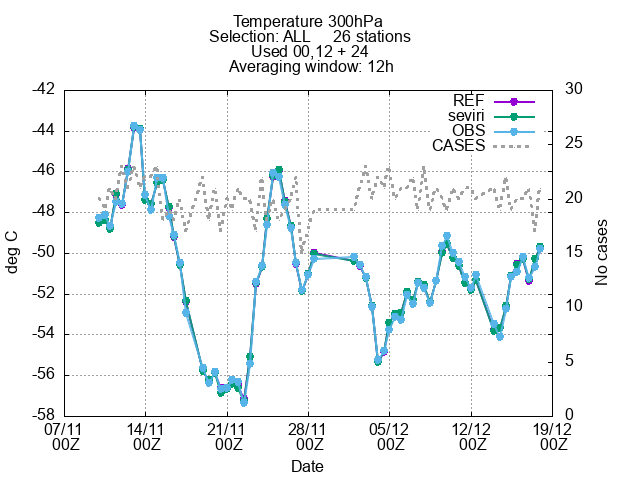 Temperature 300hPa
Selection: ALL 26 stations
Used 00,12 + 24
Averaging window: 12h
-42 30
REF
-44 seviri 25
OBS
CASES
-46
-48 20
-50 15
deg C No cases
-52 10
-54 5
-56
-58 0
07/11 14/11 21/11 28/11 05/12 12/12 19/12
00Z 00Z 00Z 00Z 00Z 00Z 00Z
Date